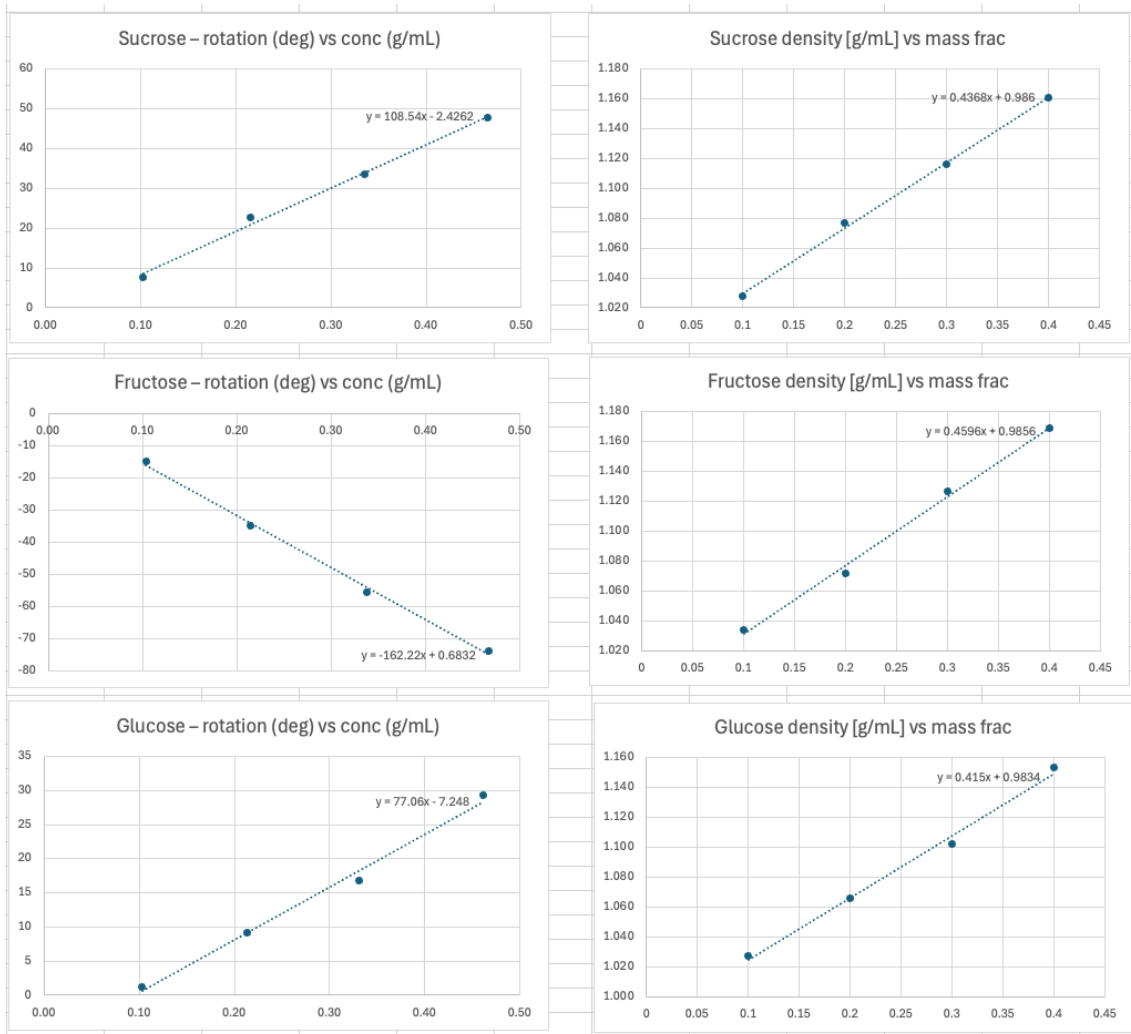 Sucrose – rotation (deg) vs conc (g/mL)
60
50
40
30
20
10
0
y = 108.54x - 2.4262
0.00 0.10 0.20 0.30 0.40 0.50
Sucrose density [g/mL] vs mass frac
1.180
1.160
1.140
1.120
1.100
1.080
1.060
1.040
1.020
y = 0.4368x + 0.986
0 0.05 0.1 0.15 0.2 0.25 0.3 0.35 0.4 0.45
Fructose – rotation (deg) vs conc (g/mL)
0
-10
-20
-30
-40
-50
-60
-70
-80
0.00 0.10 0.20 0.30 0.40 0.50
y = -162.22x + 0.6832
Fructose density [g/mL] vs mass frac
1.180
1.160
1.140
1.120
1.100
1.080
1.060
1.040
1.020
y = 0.4596x + 0.9856
0 0.05 0.1 0.15 0.2 0.25 0.3 0.35 0.4 0.45
Glucose – rotation (deg) vs conc (g/mL)
35
30
25
20
15
10
5
0
y = 77.06x - 7.248
0.00 0.10 0.20 0.30 0.40 0.50
Glucose density [g/mL] vs mass frac
1.160
1.140
1.120
1.100
1.080
1.060
1.040
1.020
1.000
y = 0.415x + 0.9834
0 0.05 0.1 0.15 0.2 0.25 0.3 0.35 0.4 0.45